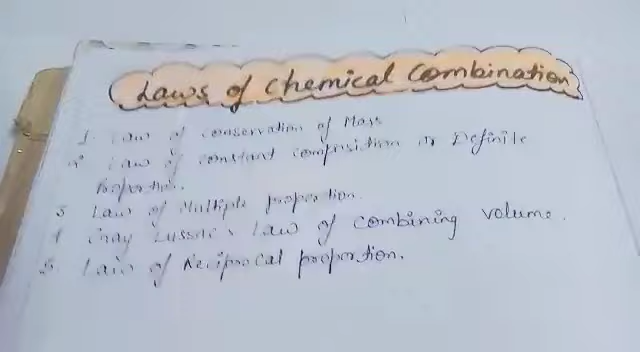 Laws of Chemical Combination
1. Law of conservation of Mass
2. Law of constant composition or Definite
Proportion.
3 Law of Multiple proportion.
4 Gay Lussac's Law of combining volume.
5. Law of Reciprocal proportion.